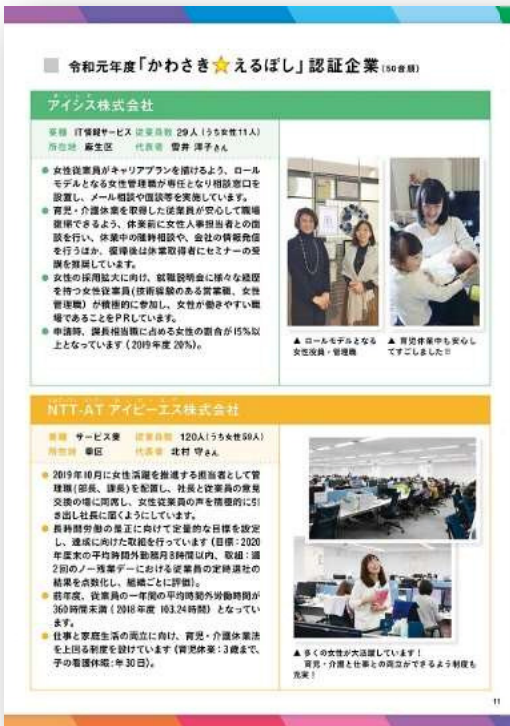 令和元年度「かわさき☆えるぼし」認証企業(50音順)
アイシス株式会社
業種 IT情報サービス 従業員数 29人(うち女性11人)
所在地 麻生区 代表者 雪井 洋子さん
● 女性従業員がキャリアプランを描けるよう、ロール
モデルとなる女性管理職が専任となり相談窓口を
設置し、メール相談や面談等を実施しています。
● 育児・介護休業を取得した従業員が安心して職場
復帰できるよう、休業前に女性人事担当者との面
談を行い、休業中の随時相談や、会社の情報発信
を行うほか、復帰後は休業取得者にセミナーの受
講を推奨しています。
● 女性の採用拡大に向け、就職説明会に様々な経歴
を持つ女性従業員(技術経験のある営業職、女性
管理職)が積極的に参加し、女性が働きやすい職
場であることをPRしています。
● 申請時、課長相当職に占める女性の割合が15%以
上となっています(2019年度 20%)。
▲ ロールモデルとなる
女性役員・管理職
▲ 育児休業中も安心し
てすごしました!!
NTT-AT アイピーエス株式会社
業種 サービス業 従業員数 120人(うち女性59人)
所在地 幸区 代表者 北村 守さん
● 2019年10月に女性活躍を推進する担当者として管
理職(部長、課長)を配置し、社長と従業員の意見
交換の場に同席し、女性従業員の声を積極的に引
き出し社長に届くようにしています。
● 長時間労働の是正に向けて定量的な目標を設定
し、達成に向けた取組を行っています(目標:2020
年度末の平均時間外勤務月8時間以内、取組:週
2回のノー残業デーにおける従業員の定時退社の
結果を点数化し、組織ごとに評価)。
● 前年度、従業員の一年間の平均時間外労働時間が
360時間未満(2018年度 103.24時間)となってい
ます。
● 仕事と家庭生活の両立に向け、育児・介護休業法
を上回る制度を設けています(育児休業:3歳まで、
子の看護休暇:年30日)。
▲ 多くの女性が大活躍しています!
育児・介護と仕事との両立ができるよう制度も
充実!
11